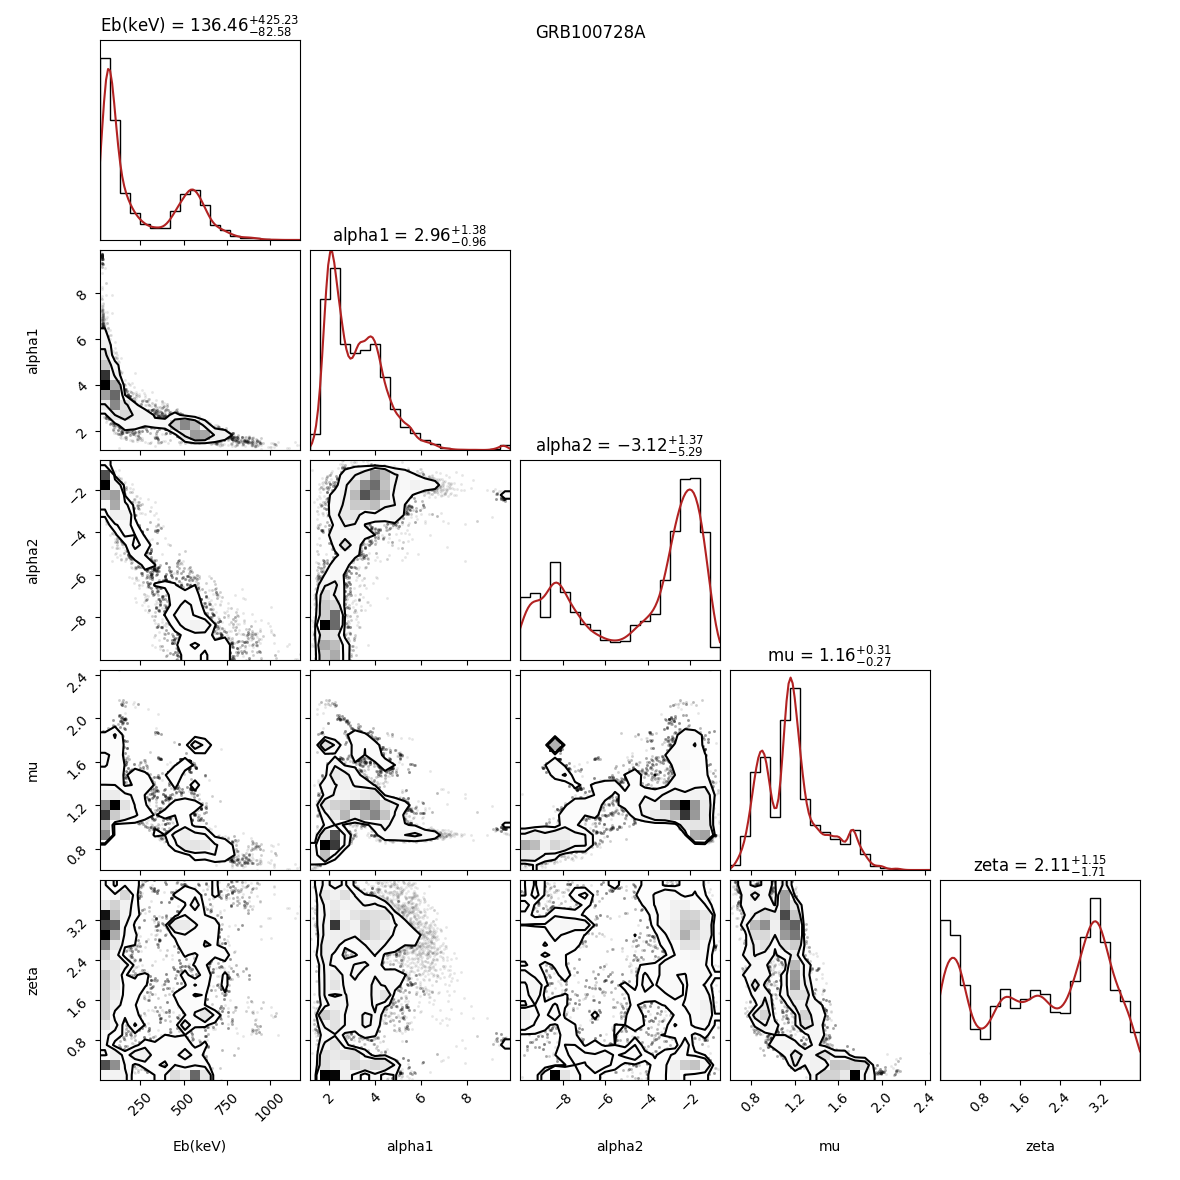 Eb(keV) = 136.46+425.23−82.58
GRB100728A
alpha1 = 2.96+1.38−0.96
8
6
4
2
alpha1
alpha2 = −3.12+1.37−5.29
−2
−4
−6
−8
alpha2
mu = 1.16+0.31−0.27
2.4
2.0
1.6
1.2
0.8
mu
zeta = 2.11+1.15−1.71
3.2
2.4
1.6
0.8
zeta
250 500 750 1000
2 4 6 8
−8 −6 −4 −2
0.8 1.2 1.6 2.0 2.4
0.8 1.6 2.4 3.2
Eb(keV) alpha1 alpha2 mu zeta